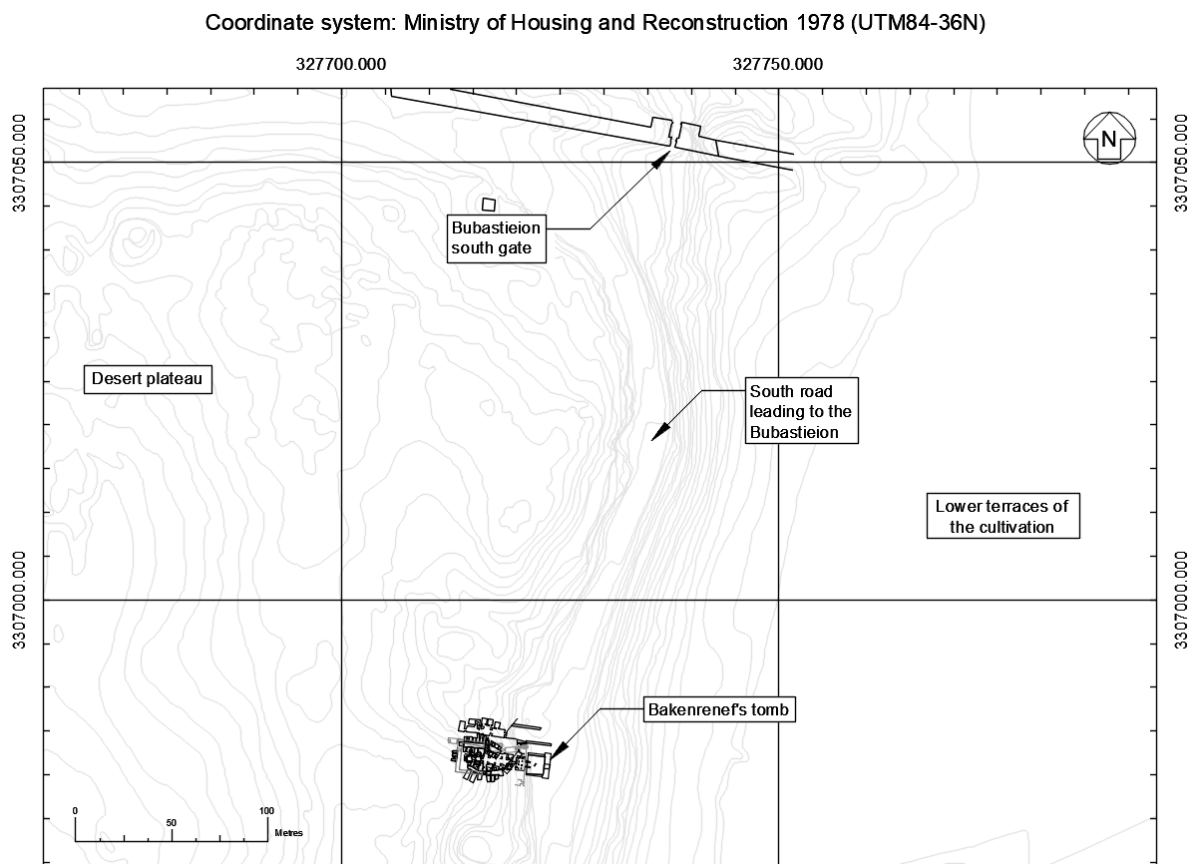 Coordinate system: Ministry of Housing and Reconstruction 1978 (UTM84-36N)
327700.000
327750.000
3307050.000
3307050.000
N
Bubastieion
south gate
Desert plateau
South road
leading to the
Bubastieion
Lower terraces of
the cultivation
3307000.000
3307000.000
Bakenrenef's tomb
0
50
100
Metres